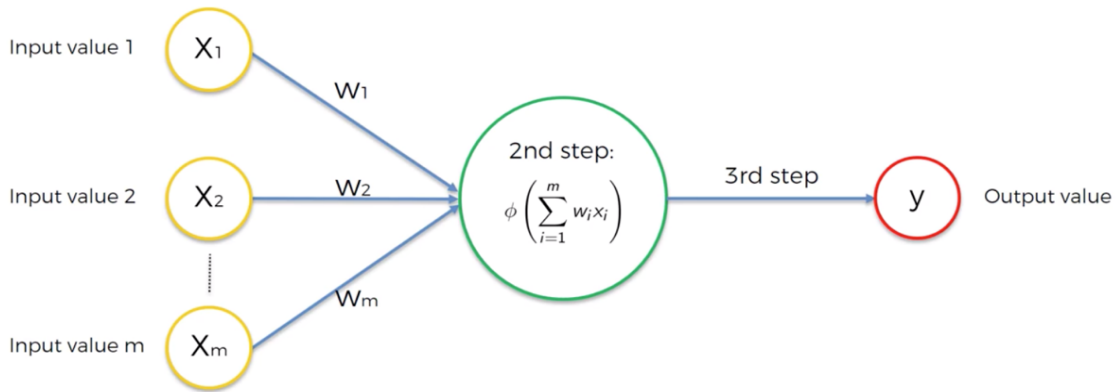 Input value 1
X1
W1
Input value 2
X2
W2
2nd step:
ϕ(∑_{i=1}^{m} w_i x_i)
3rd step
y
Output value
Input value m
Xm
Wm